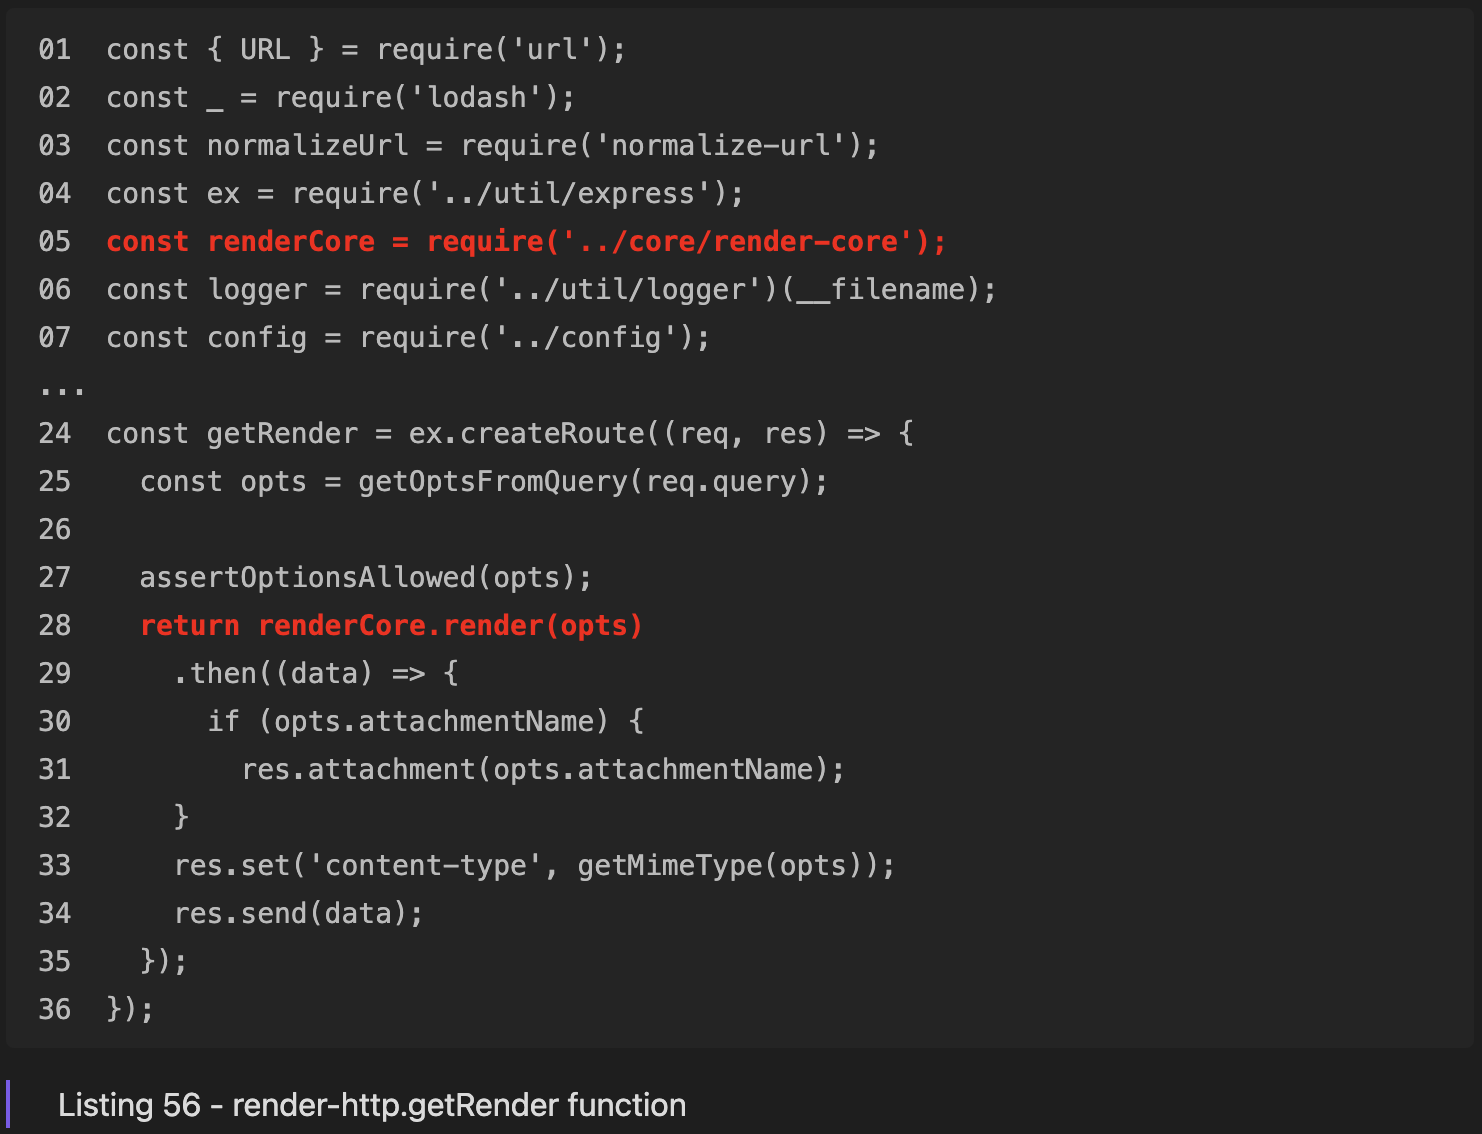 01  const { URL } = require('url');
02  const _ = require('lodash');
03  const normalizeUrl = require('normalize-url');
04  const ex = require('../util/express');
05  const renderCore = require('../core/render-core');
06  const logger = require('../util/logger')(__filename);
07  const config = require('../config');
...
24  const getRender = ex.createRoute((req, res) => {
25    const opts = getOptsFromQuery(req.query);
26
27    assertOptionsAllowed(opts);
28    return renderCore.render(opts)
29      .then((data) => {
30        if (opts.attachmentName) {
31          res.attachment(opts.attachmentName);
32      }
33      res.set('content-type', getMimeType(opts));
34      res.send(data);
35    });
36  });
Listing 56 - render-http.getRender function